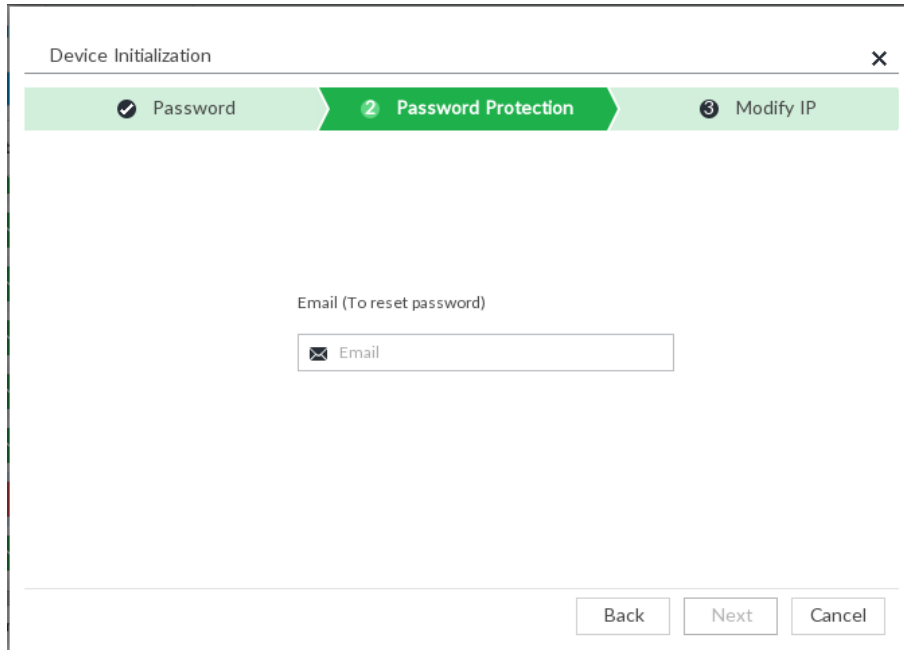 Device Initialization
Password
2 Password Protection
3 Modify IP
Email (To reset password)
Email
Back
Next
Cancel